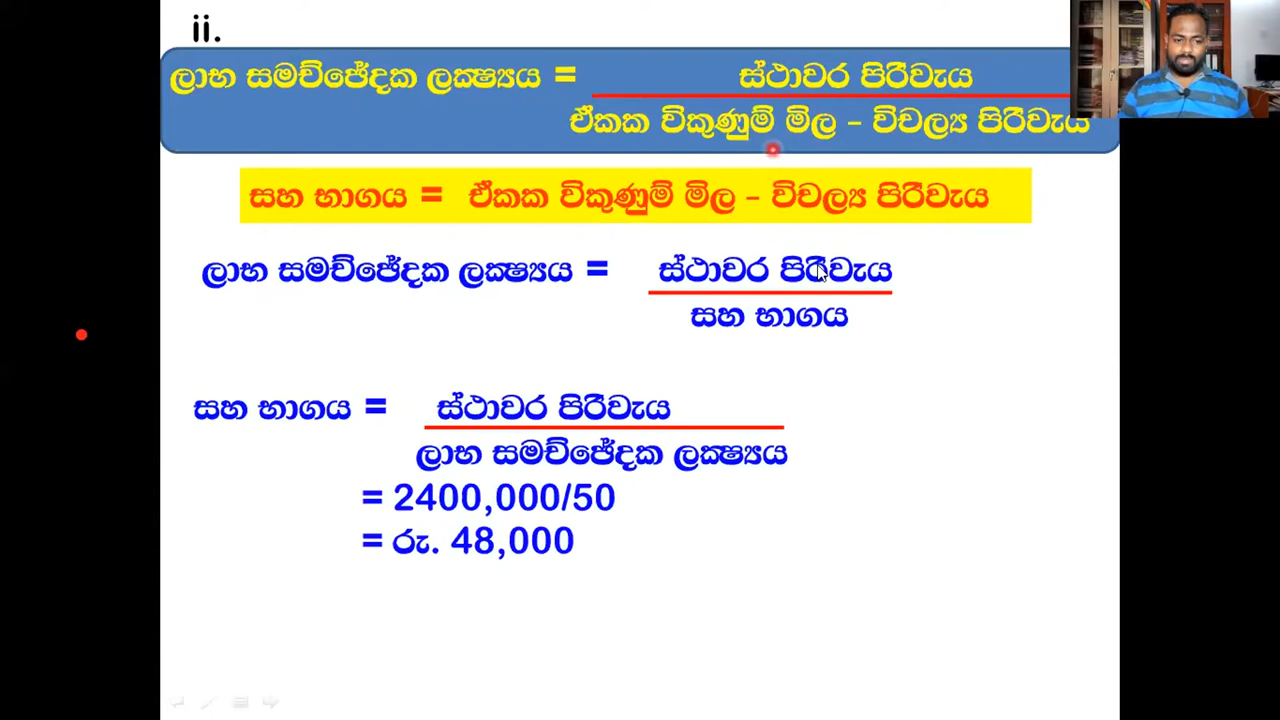 ii.
ලාභ සමච්ඡේදක ලක්‍ෂ්‍යය = ස්ථාවර පිරිවැය
ඒකක විකුණුම් මිල – විචල්‍ය පිරිවැය
සහ භාගය = ඒකක විකුණුම් මිල – විචල්‍ය පිරිවැය
ලාභ සමච්ඡේදක ලක්‍ෂ්‍යය = ස්ථාවර පිරිවැය
සහ භාගය
සහ භාගය = ස්ථාවර පිරිවැය
ලාභ සමච්ඡේදක ලක්‍ෂ්‍යය
= 2400,000/50
= රු. 48,000